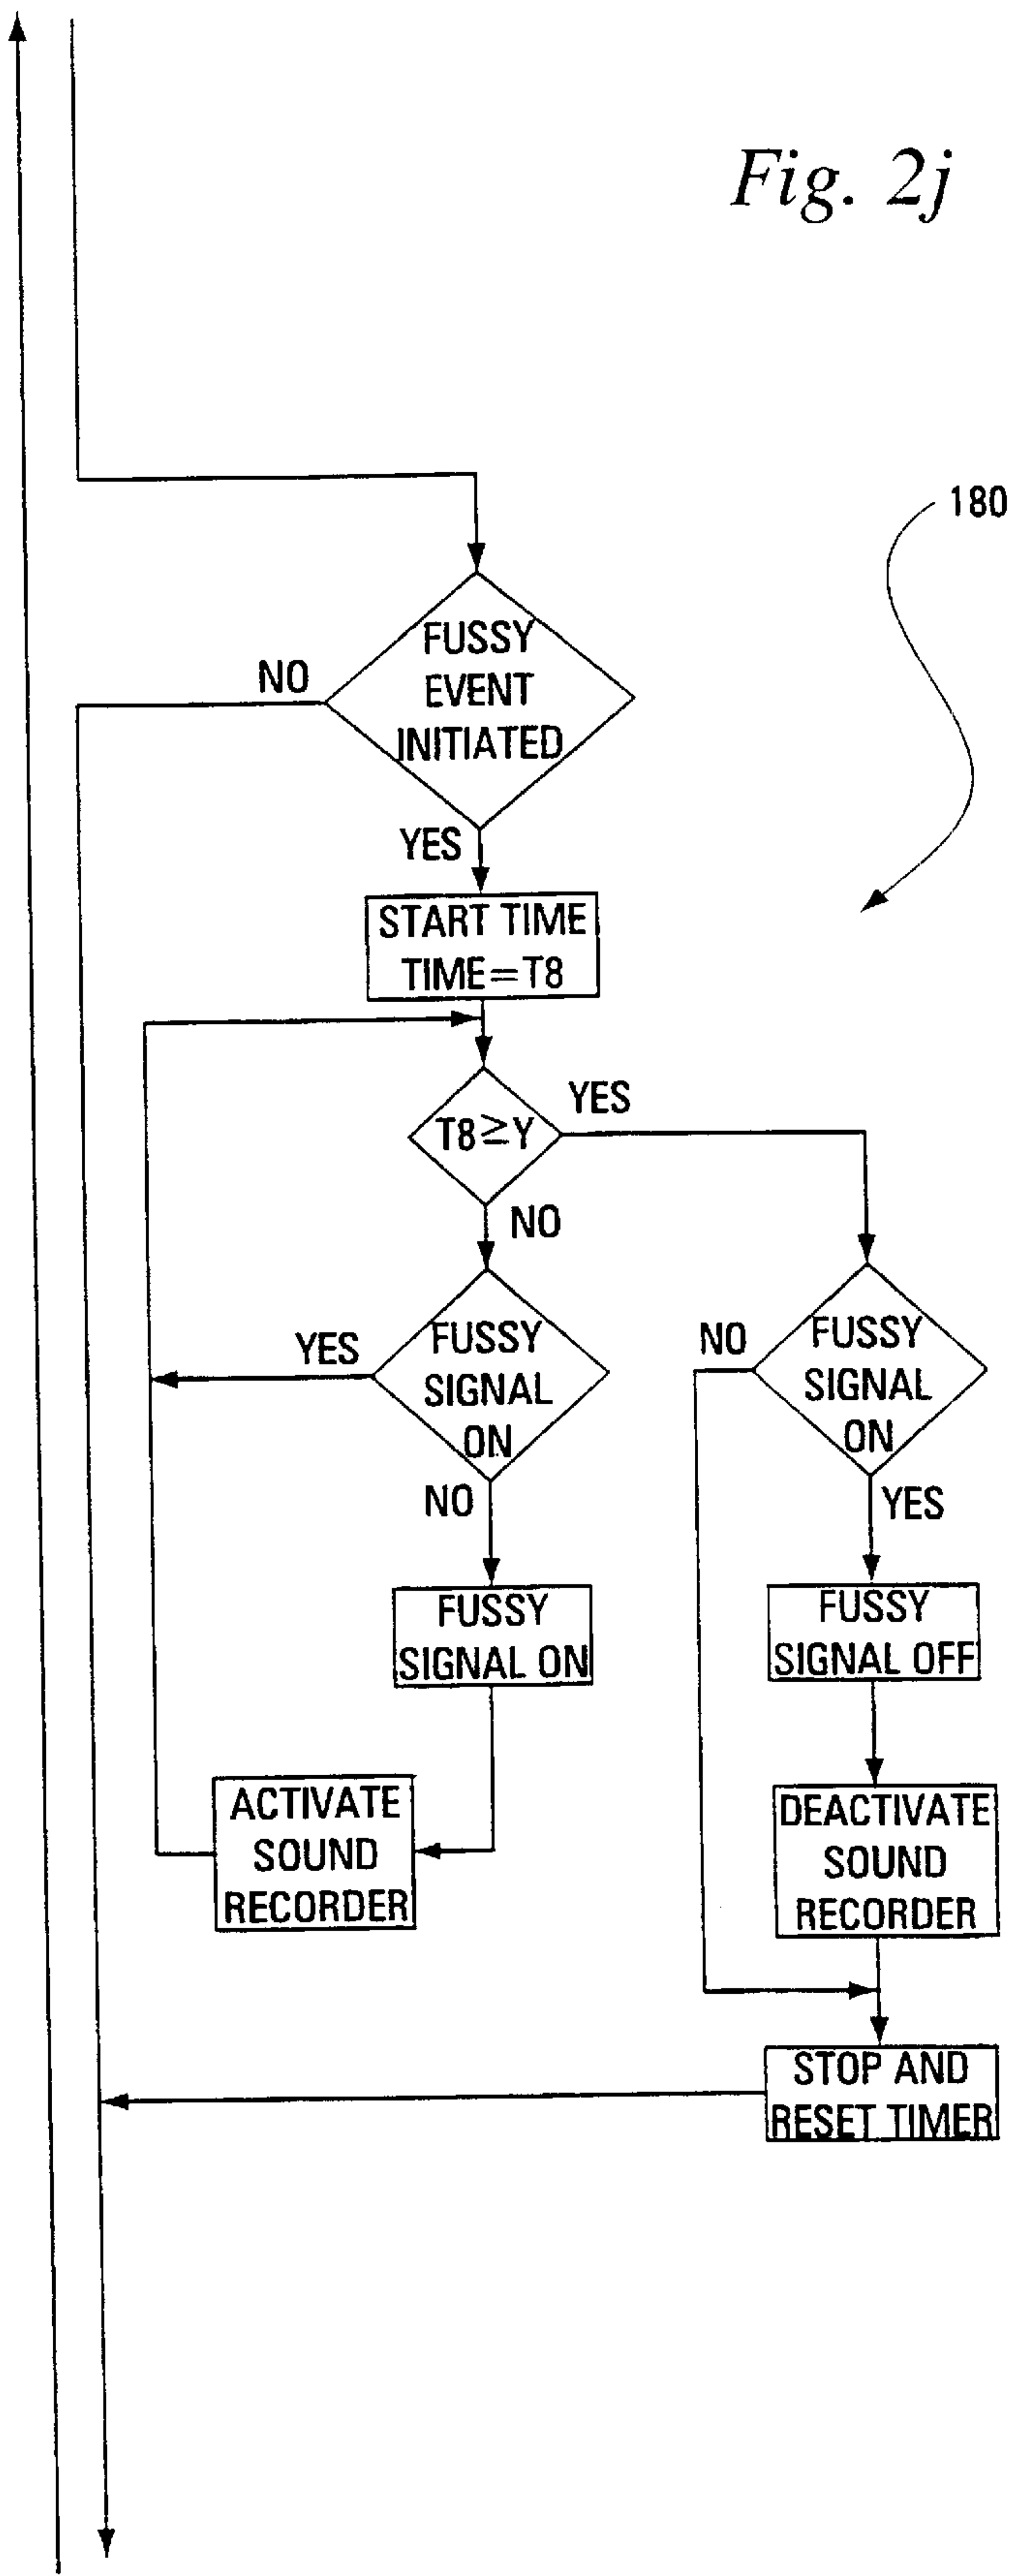 Fig. 2j
180
FUSSY
EVENT
INITIATED
NO
YES
START TIME
TIME=T8
T8≥Y
YES
NO
FUSSY
SIGNAL
ON
YES
NO
FUSSY
SIGNAL
ON
NO
YES
FUSSY
SIGNAL ON
FUSSY
SIGNAL OFF
ACTIVATE
SOUND
RECORDER
DEACTIVATE
SOUND
RECORDER
STOP AND
RESET TIMER